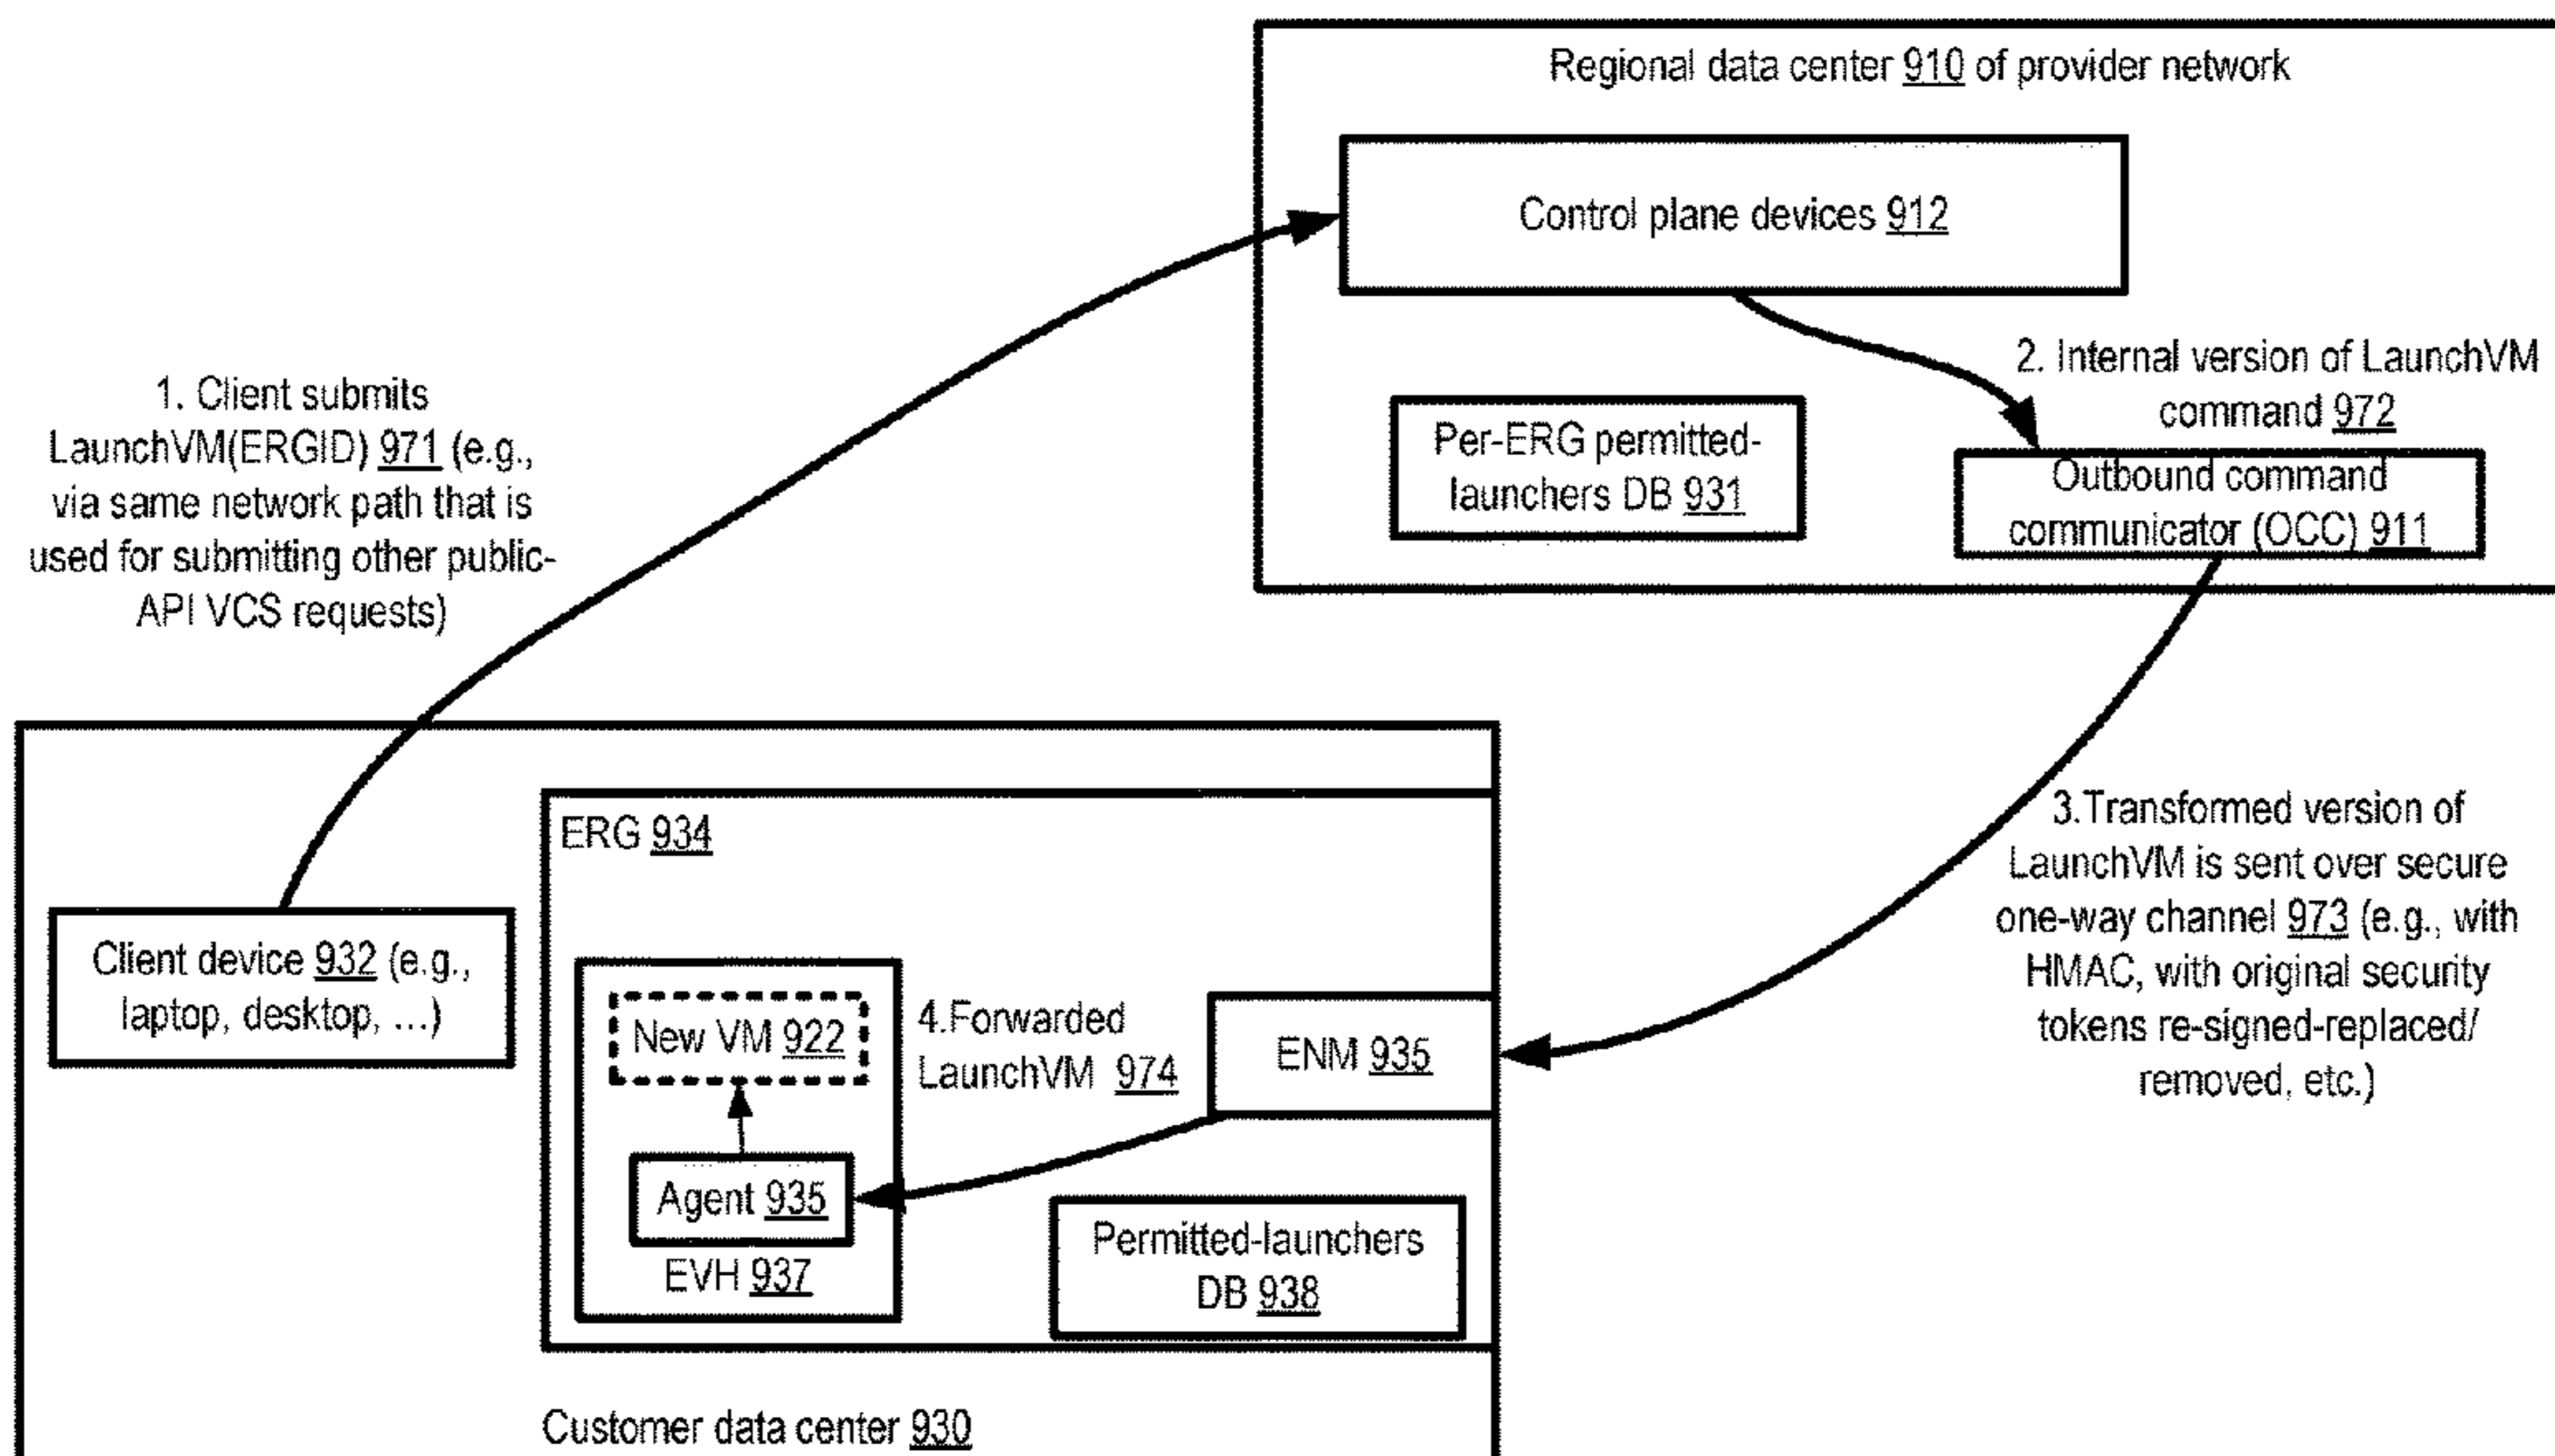 Regional data center 910 of provider network
Control plane devices 912
2. Internal version of LaunchVM
command 972
Per-ERG permitted-
launchers DB 931
Outbound command
communicator (OCC) 911
1. Client submits
LaunchVM(ERGID) 971 (e.g.,
via same network path that is
used for submitting other public-
API VCS requests)
3.Transformed version of
LaunchVM is sent over secure
one-way channel 973 (e.g., with
HMAC, with original security
tokens re-signed-replaced/
removed, etc.)
ERG 934
Client device 932 (e.g.,
laptop, desktop, ...)
New VM 922
4.Forwarded
LaunchVM 974
ENM 935
Agent 935
EVH 937
Permitted-launchers
DB 938
Customer data center 930